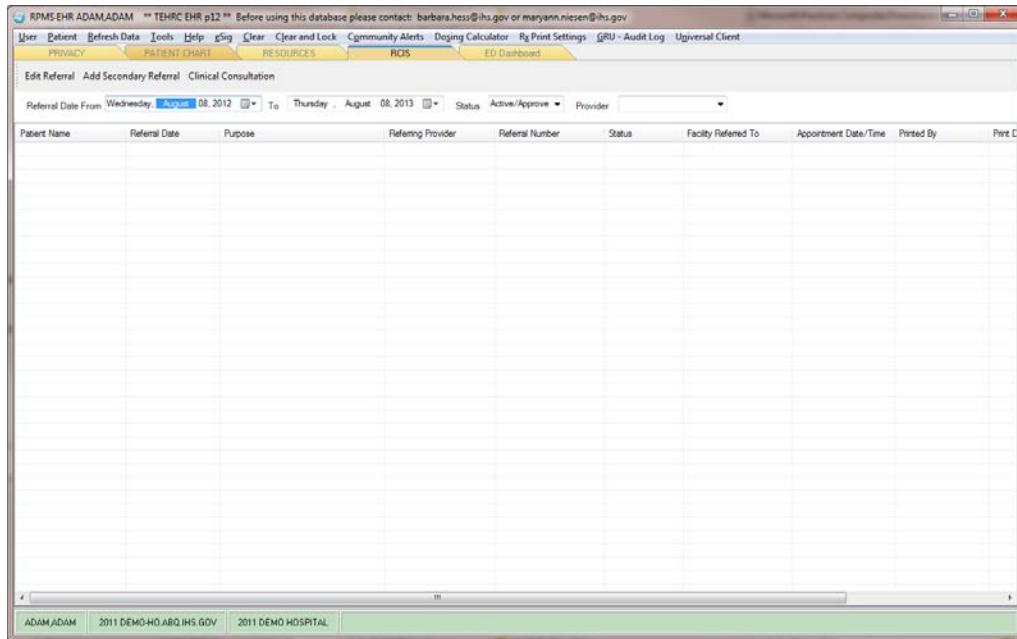 RPMS-EHR ADAM,ADAM ** TEHRC EHR p12 ** Before using this database please contact: barbara.hess@ihs.gov or maryann.niesen@ihs.gov
User Patient Refresh Data Tools Help eSig Clear Clear and Lock Community Alerts Dosing Calculator Rx Print Settings GRU - Audit Log Universal Client
PRIVACY PATIENT CHART RESOURCES RCIS ED Dashboard
Edit Referral Add Secondary Referral Clinical Consultation
Referral Date From Wednesday, August 08, 2012 To Thursday , August 08, 2013 Status Active/Approve Provider
Patient Name Referral Date Purpose Referring Provider Referral Number Status Facility Referred To Appointment Date/Time Printed By Print D
ADAM,ADAM 2011 DEMO-HO.ABQ.IHS.GOV 2011 DEMO HOSPITAL